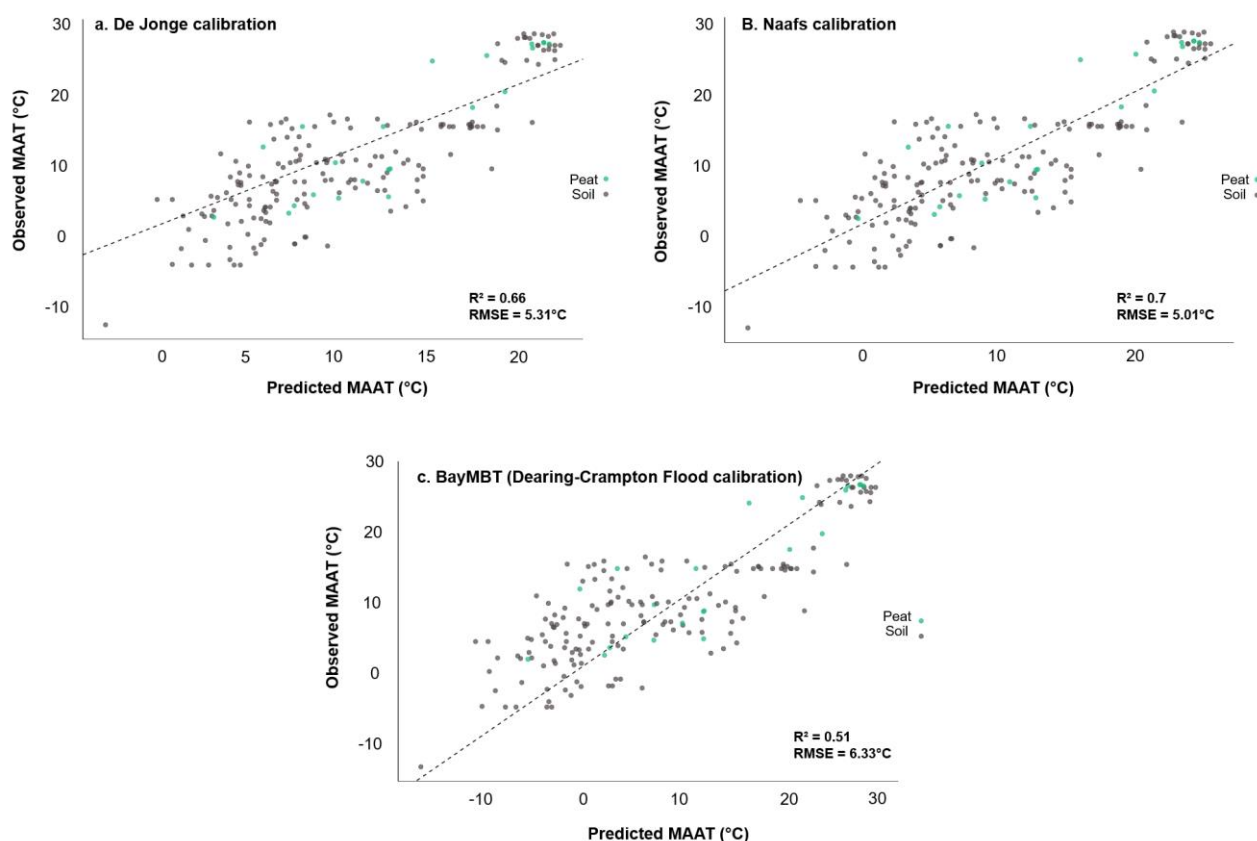 a. De Jonge calibration
30
20
10
0
-10
Observed MAAT (°C)
Peat
Soil
R² = 0.66
RMSE = 5.31°C
0 5 10 15 20
Predicted MAAT (°C)
B. Naafs calibration
30
20
10
0
-10
Observed MAAT (°C)
Peat
Soil
R² = 0.7
RMSE = 5.01°C
0 10 20
Predicted MAAT (°C)
c. BayMBT (Dearing-Crampton Flood calibration)
30
20
10
0
-10
Observed MAAT (°C)
Peat
Soil
R² = 0.51
RMSE = 6.33°C
-10 0 10 20 30
Predicted MAAT (°C)